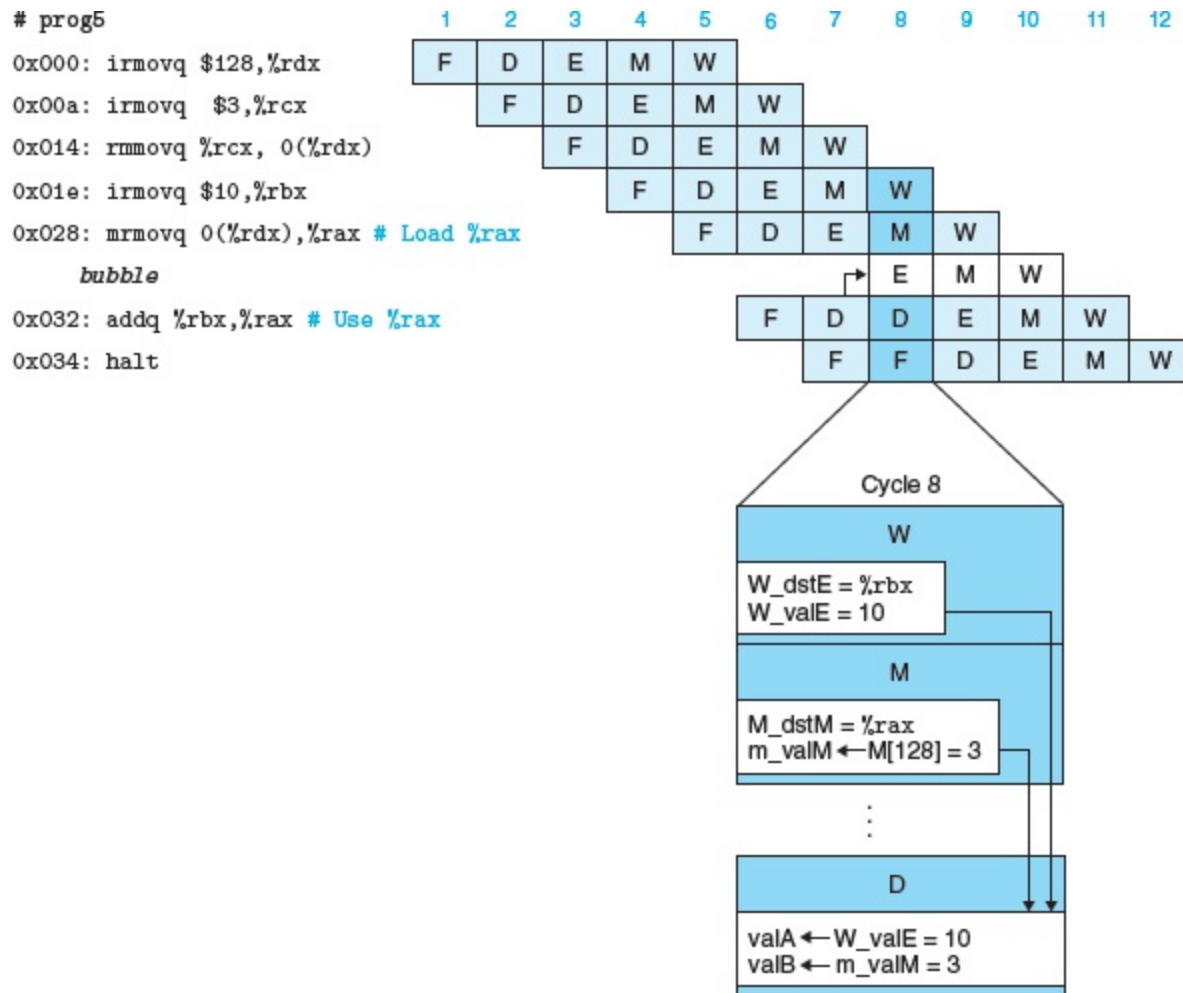 # prog5 1 2 3 4 5 6 7 8 9 10 11 12
0x000: irmovq $128,%rdx F D E M W
0x00a: irmovq $3,%rcx F D E M W
0x014: rmmovq %rcx, 0(%rdx) F D E M W
0x01e: irmovq $10,%rbx F D E M W
0x028: mrmovq 0(%rdx),%rax # Load %rax F D E M W
bubble E M W
0x032: addq %rbx,%rax # Use %rax F D D E M W
0x034: halt F F D E M W
Cycle 8
W
W_dstE = %rbx
W_valE = 10
M
M_dstM = %rax
m_valM ← M[128] = 3
D
valA ← W_valE = 10
valB ← m_valM = 3